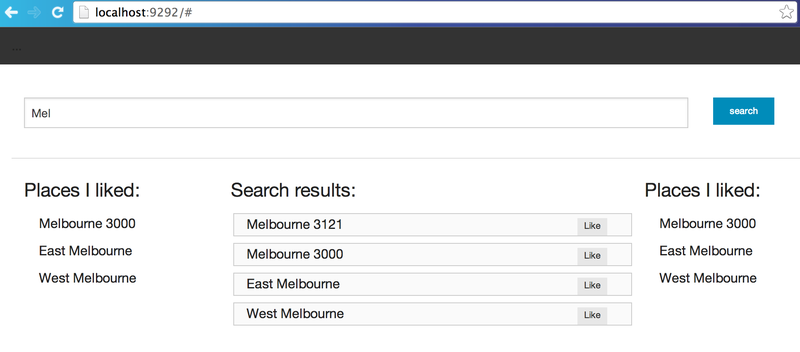 localhost:9292/#
...
Mel
search
Places I liked:
Melbourne 3000
East Melbourne
West Melbourne
Search results:
Melbourne 3121 Like
Melbourne 3000 Like
East Melbourne Like
West Melbourne Like
Places I liked:
Melbourne 3000
East Melbourne
West Melbourne